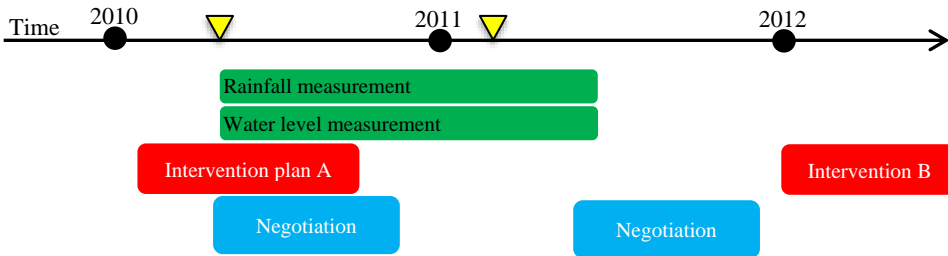 2010
2011
2012
Time
Rainfall measurement
Water level measurement
Intervention plan A
Intervention B
Negotiation
Negotiation